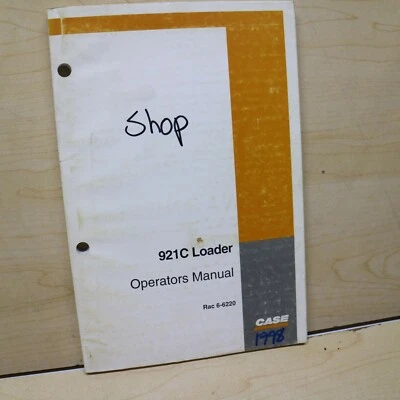 Shop
921C Loader
Operators Manual
Rac 6-6220
CASE
1998